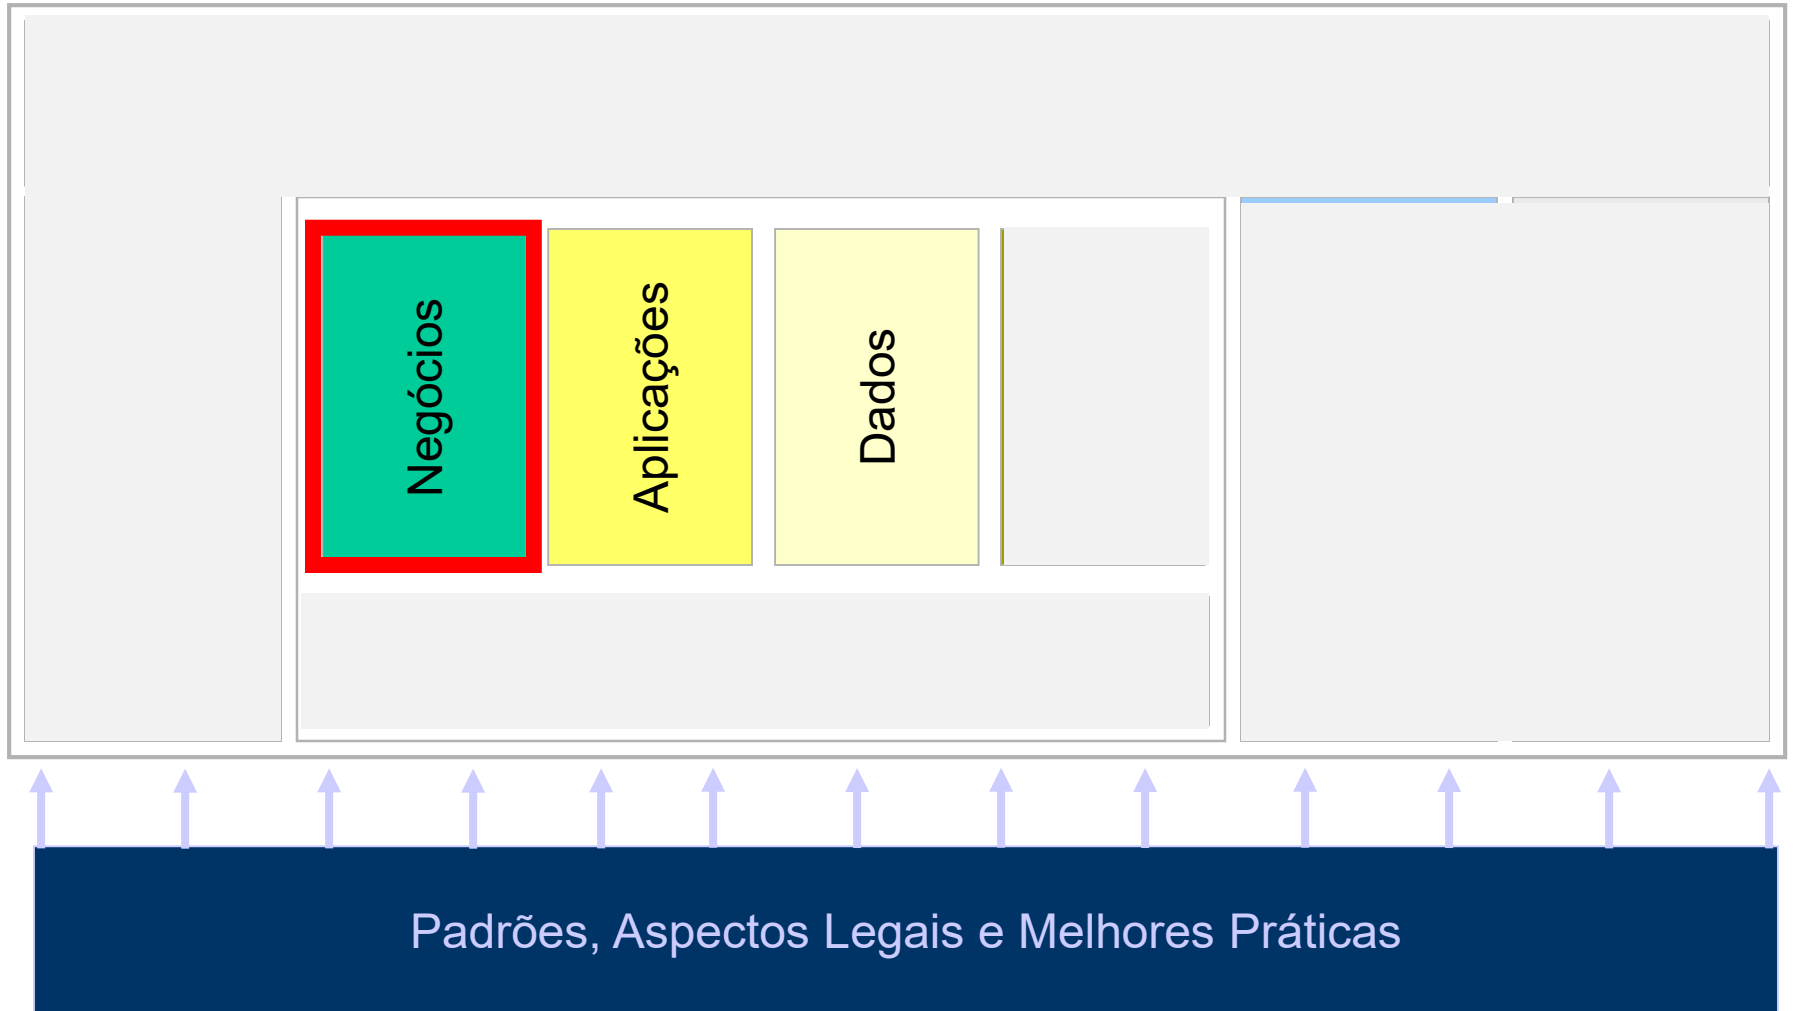 Negócios
Aplicações
Dados
Padrões, Aspectos Legais e Melhores Práticas